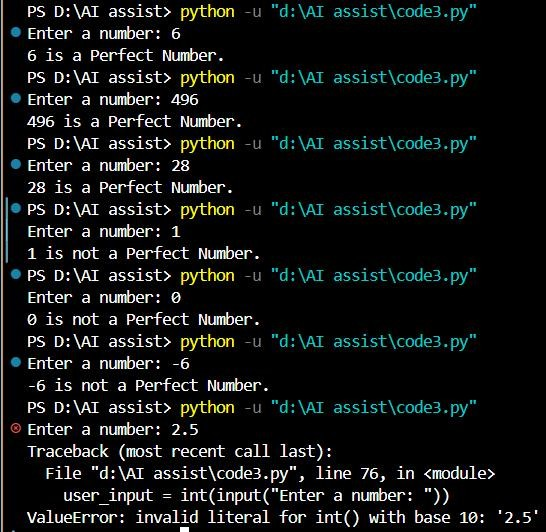 PS D:\AI assist> python -u "d:\AI assist\code3.py"
Enter a number: 6
6 is a Perfect Number.
PS D:\AI assist> python -u "d:\AI assist\code3.py"
Enter a number: 496
496 is a Perfect Number.
PS D:\AI assist> python -u "d:\AI assist\code3.py"
Enter a number: 28
28 is a Perfect Number.
PS D:\AI assist> python -u "d:\AI assist\code3.py"
Enter a number: 1
1 is not a Perfect Number.
PS D:\AI assist> python -u "d:\AI assist\code3.py"
Enter a number: 0
0 is not a Perfect Number.
PS D:\AI assist> python -u "d:\AI assist\code3.py"
Enter a number: -6
-6 is not a Perfect Number.
PS D:\AI assist> python -u "d:\AI assist\code3.py"
Enter a number: 2.5
Traceback (most recent call last):
  File "d:\AI assist\code3.py", line 76, in <module>
    user_input = int(input("Enter a number: "))
ValueError: invalid literal for int() with base 10: '2.5'